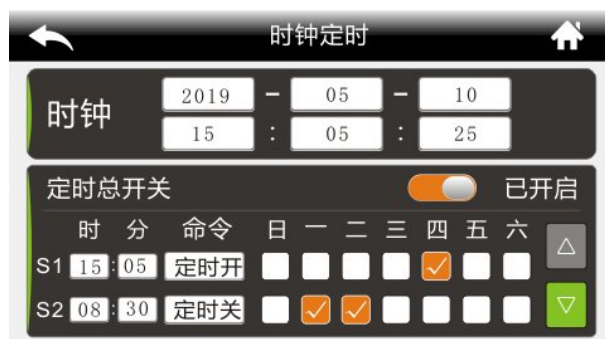 时钟定时
时钟
2019 - 05 - 10
15 : 05 : 25
定时总开关 已开启
时 分 命令 日 一 二 三 四 五 六
S1 15:05 定时开
S2 08:30 定时关